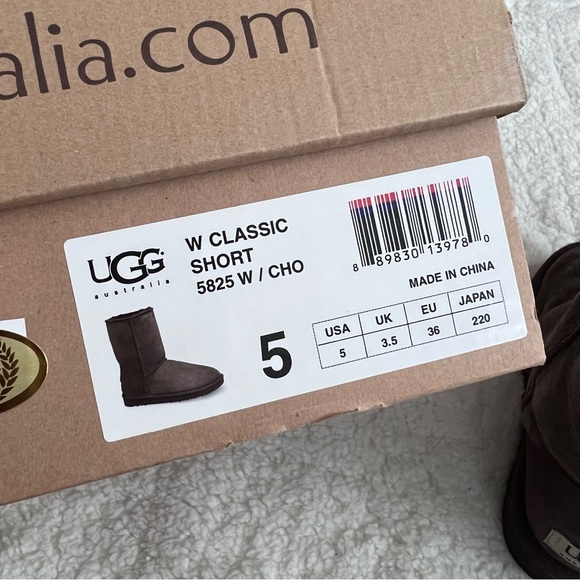 alia.com
UGG
australia
W CLASSIC
SHORT
5825 W / CHO
8 89830 13978 0
MADE IN CHINA
5
USA UK EU JAPAN
5 3.5 36 220